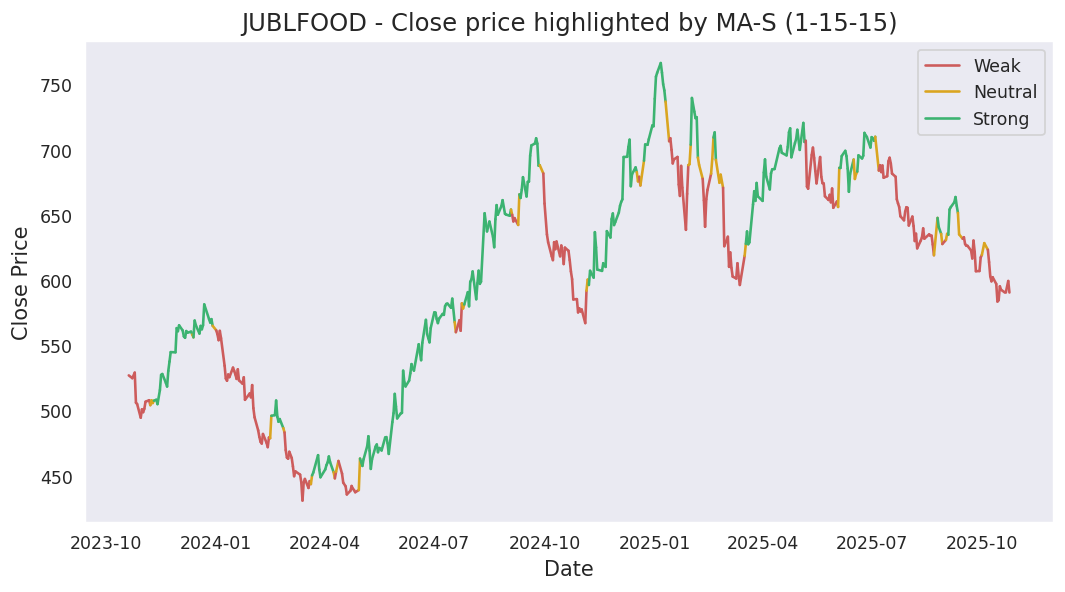 JUBLFOOD - Close price highlighted by MA-S (1-15-15)
Weak
Neutral
Strong
Close Price
750
700
650
600
550
500
450
2023-10
2024-01
2024-04
2024-07
2024-10
2025-01
2025-04
2025-07
2025-10
Date